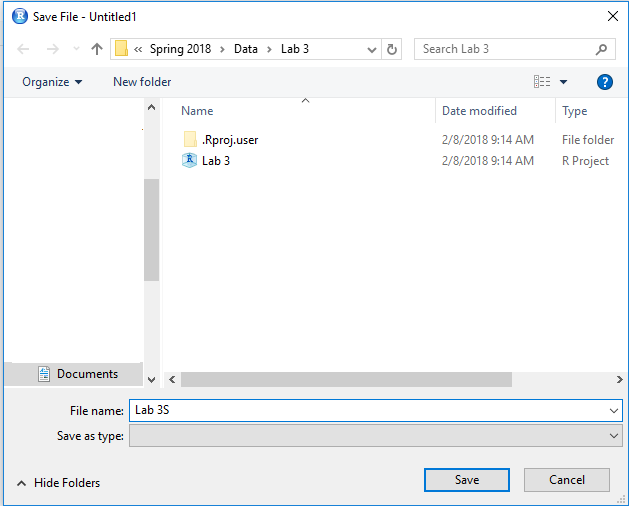 Save File - Untitled1
« Spring 2018 > Data > Lab 3
Search Lab 3
Organize
New folder
?
Name
Date modified
Type
.Rproj.user
2/8/2018 9:14 AM
File folder
R
Lab 3
2/8/2018 9:14 AM
R Project
Documents
File name: Lab 3S
Save as type:
Hide Folders
Save
Cancel